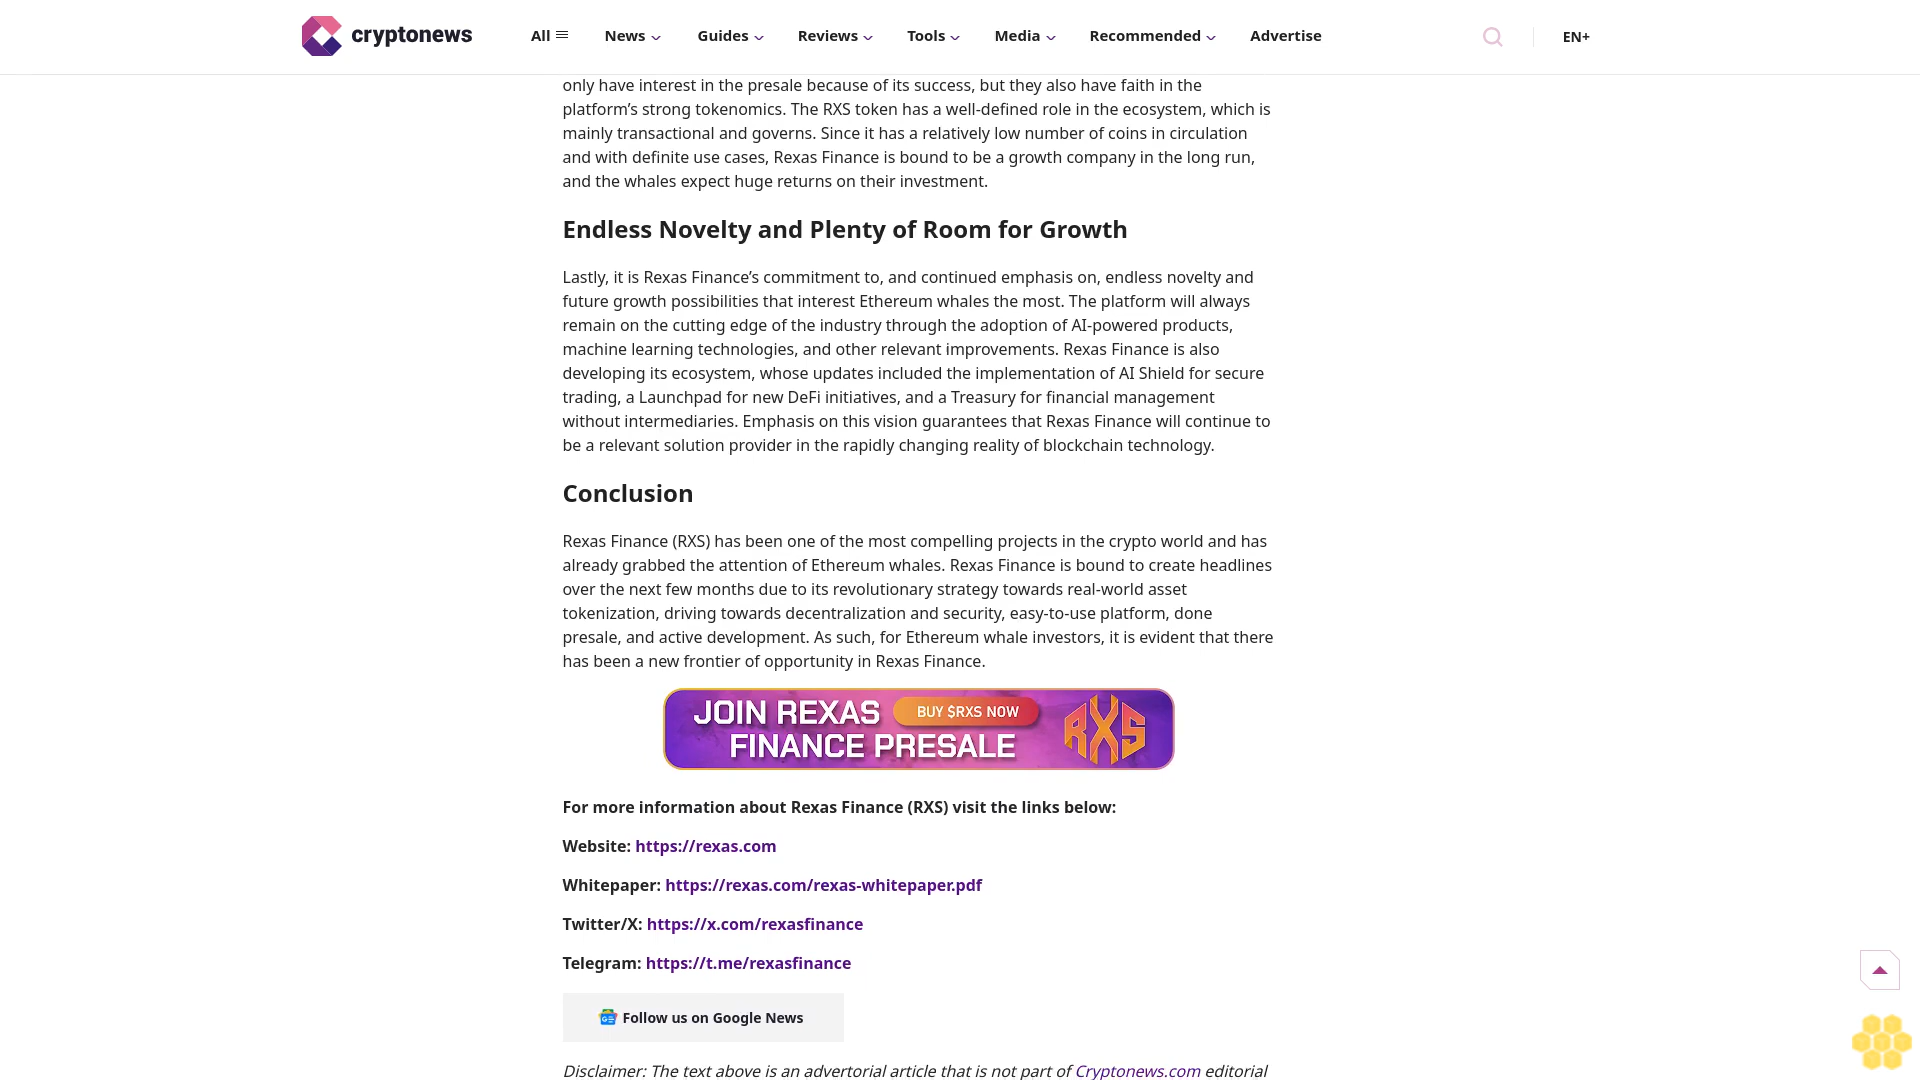 cryptonews
All News Guides Reviews Tools Media Recommended Advertise EN+
only have interest in the presale because of its success, but they also have faith in the
platform’s strong tokenomics. The RXS token has a well-defined role in the ecosystem, which is
mainly transactional and governs. Since it has a relatively low number of coins in circulation
and with definite use cases, Rexas Finance is bound to be a growth company in the long run,
and the whales expect huge returns on their investment.
Endless Novelty and Plenty of Room for Growth
Lastly, it is Rexas Finance’s commitment to, and continued emphasis on, endless novelty and
future growth possibilities that interest Ethereum whales the most. The platform will always
remain on the cutting edge of the industry through the adoption of AI-powered products,
machine learning technologies, and other relevant improvements. Rexas Finance is also
developing its ecosystem, whose updates included the implementation of AI Shield for secure
trading, a Launchpad for new DeFi initiatives, and a Treasury for financial management
without intermediaries. Emphasis on this vision guarantees that Rexas Finance will continue to
be a relevant solution provider in the rapidly changing reality of blockchain technology.
Conclusion
Rexas Finance (RXS) has been one of the most compelling projects in the crypto world and has
already grabbed the attention of Ethereum whales. Rexas Finance is bound to create headlines
over the next few months due to its revolutionary strategy towards real-world asset
tokenization, driving towards decentralization and security, easy-to-use platform, done
presale, and active development. As such, for Ethereum whale investors, it is evident that there
has been a new frontier of opportunity in Rexas Finance.
JOIN REXAS BUY $RXS NOW
FINANCE PRESALE
RXS
For more information about Rexas Finance (RXS) visit the links below:
Website: https://rexas.com
Whitepaper: https://rexas.com/rexas-whitepaper.pdf
Twitter/X: https://x.com/rexasfinance
Telegram: https://t.me/rexasfinance
Follow us on Google News
Disclaimer: The text above is an advertorial article that is not part of Cryptonews.com editorial